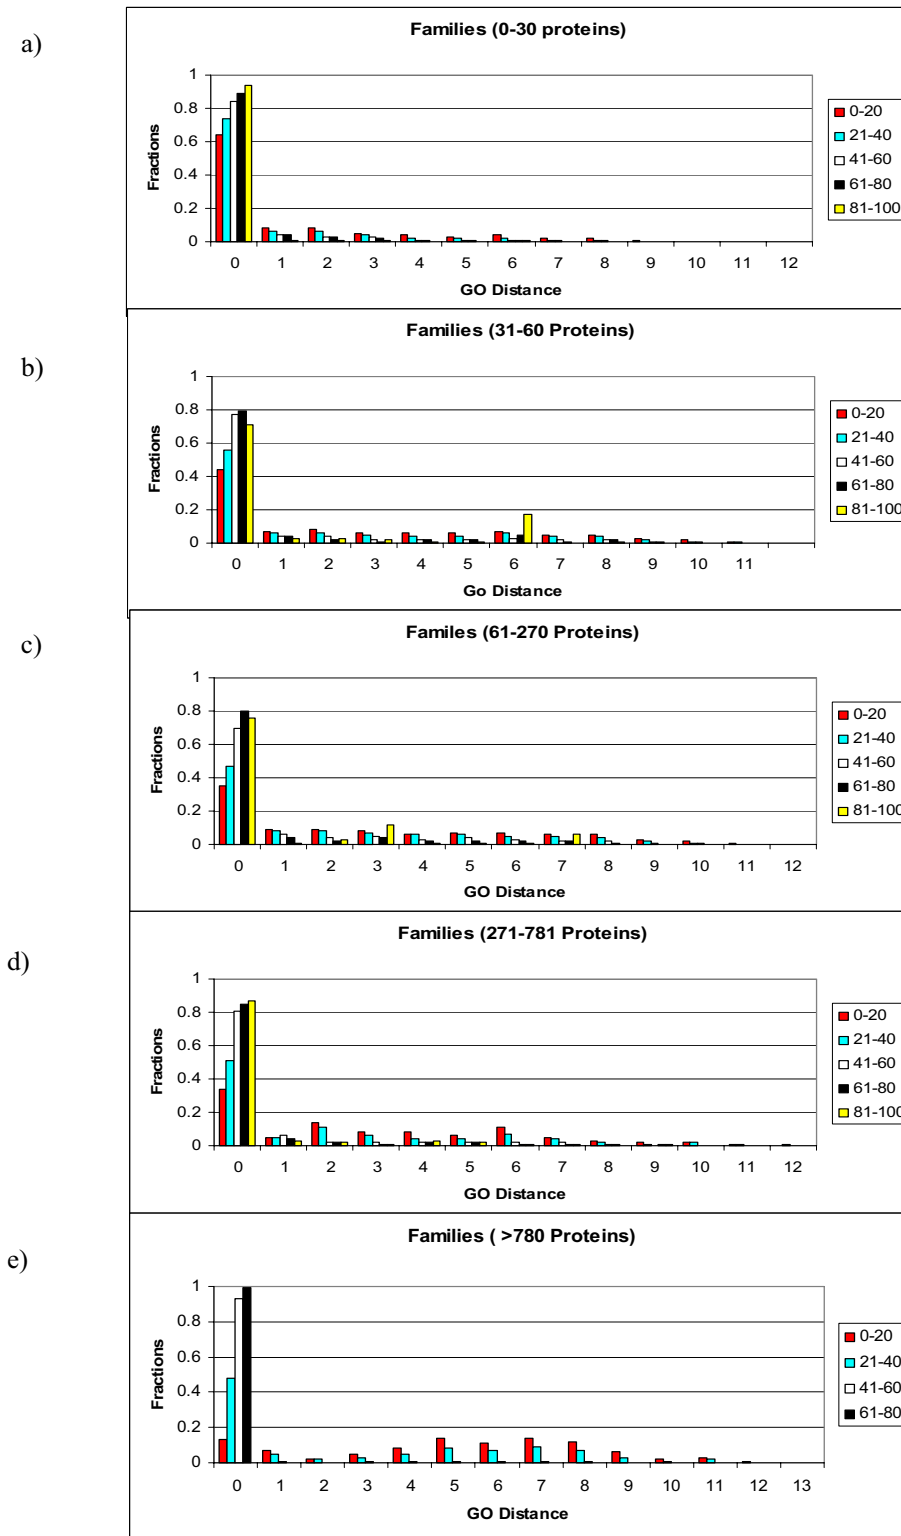 a)
Families (0-30 proteins)
1
0.8
0.6
0.4
0.2
0
Fractions
0 1 2 3 4 5 6 7 8 9 10 11 12
GO Distance
0-20
21-40
41-60
61-80
81-100
b)
Families (31-60 Proteins)
1
0.8
0.6
0.4
0.2
0
Fractions
0 1 2 3 4 5 6 7 8 9 10 11
Go Distance
0-20
21-40
41-60
61-80
81-100
c)
Familes (61-270 Proteins)
1
0.8
0.6
0.4
0.2
0
Fractions
0 1 2 3 4 5 6 7 8 9 10 11 12
GO Distance
0-20
21-40
41-60
61-80
81-100
d)
Families (271-781 Proteins)
1
0.8
0.6
0.4
0.2
0
Fractions
0 1 2 3 4 5 6 7 8 9 10 11 12
GO Distance
0-20
21-40
41-60
61-80
81-100
e)
Families ( >780 Proteins)
1
0.8
0.6
0.4
0.2
0
Fractions
0 1 2 3 4 5 6 7 8 9 10 11 12 13
GO Distance
0-20
21-40
41-60
61-80